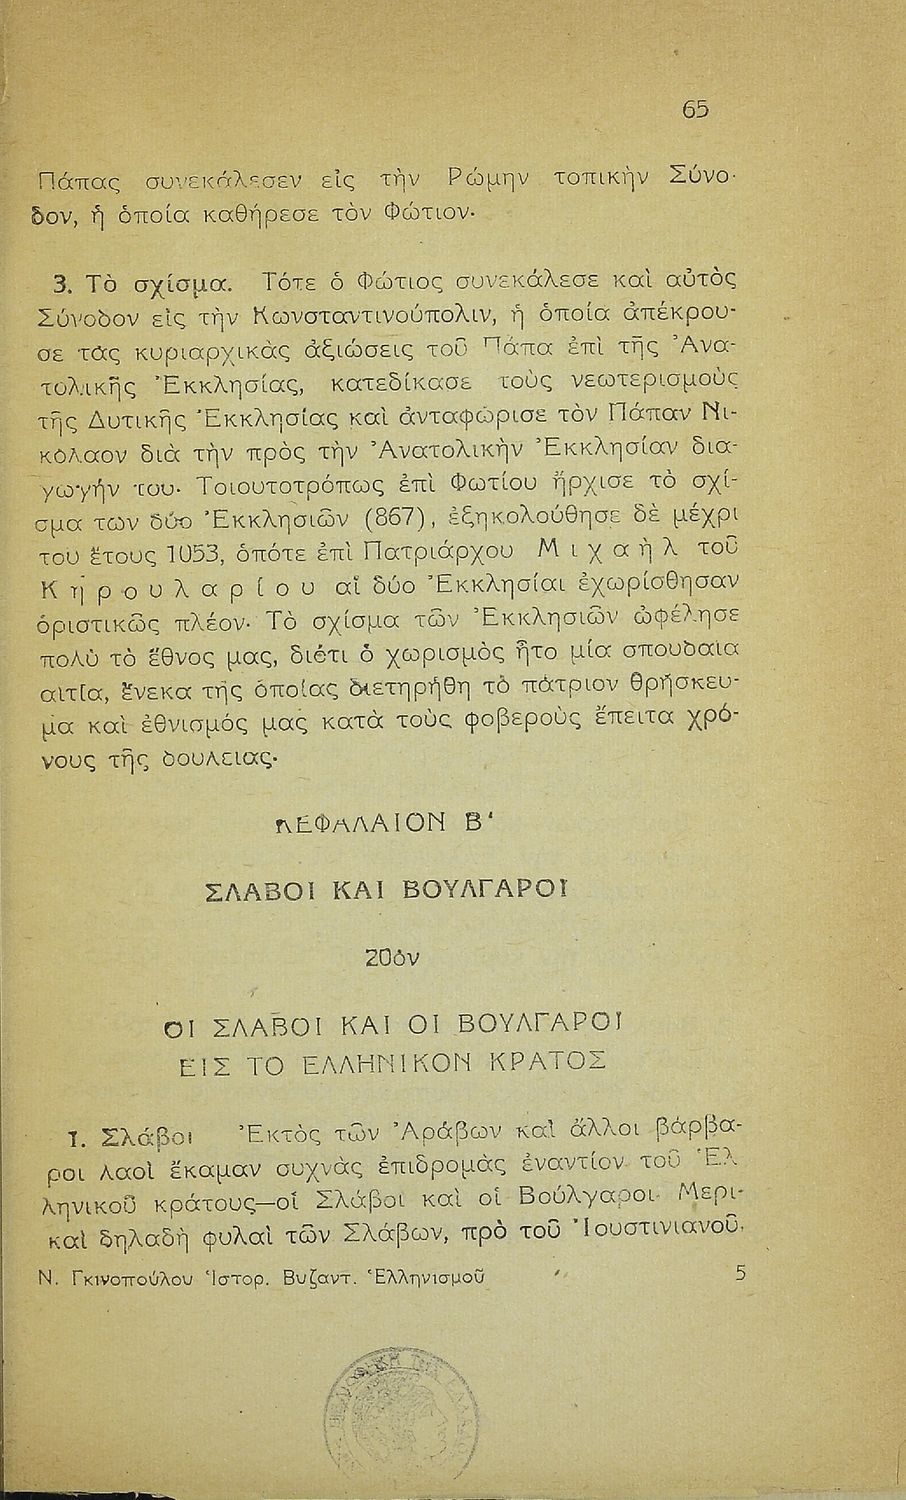 65
Πάπας συνεκάλεσεν εἰς τὴν Ρώμην τοπικὴν Σύνο-
δον, ἡ ὁποία καθήρεσε τὸν Φώτιον·
3. Τὸ σχίσμα. Τότε ὁ Φώτιος συνεκάλεσε καὶ αὐτὸς
Σύνοδον εἰς τὴν Κωνσταντινούπολιν, ἡ ὁποία ἀπέκρου-
σε τὰς κυριαρχικὰς ἀξιώσεις τοῦ Πάπα ἐπὶ τῆς Ἀνα-
τολικῆς Ἐκκλησίας, κατεδίκασε τοὺς νεωτερισμοὺς
τῆς Δυτικῆς Ἐκκλησίας καὶ ἀνταφώρισε τὸν Πάπαν Νι-
κόλαον διὰ τὴν πρὸς τὴν Ἀνατολικὴν Ἐκκλησίαν δια-
γωγήν του· Τοιουτοτρόπως ἐπὶ Φωτίου ἤρχισε τὸ σχί-
σμα των δύο Ἐκκλησιῶν (867), ἐξηκολούθησε δὲ μέχρι
του ἔτους 1053, ὁπότε ἐπὶ Πατριάρχου Μ ι χ α ὴ λ τοῦ
Κ η ρ ο υ λ α ρ ί ο υ αἱ δύο Ἐκκλησίαι ἐχωρίσθησαν
ὁριστικῶς πλέον· Τὸ σχίσμα τῶν Ἐκκλησιῶν ὠφέλησε
πολὺ τὸ ἔθνος μας, διότι ὁ χωρισμὸς ἦτο μία σπουδαία
αιτία, ἕνεκα τῆς ὁποίας διετηρήθη τὸ πάτριον θρήσκευ-
μα καὶ ἐθνισμός μας κατὰ τοὺς φοβεροὺς ἔπειτα χρό-
νους τῆς δουλειας·
ΚΕΦΑΛΑΙΟΝ Β‘
ΣΛΑΒΟΙ ΚΑΙ ΒΟΥΛΓΑΡΟΙ
20όν
ΟΙ ΣΛΑΒΟΙ ΚΑΙ ΟΙ ΒΟΥΛΓΑΡΟΙ
ΕΙΣ ΤΟ ΕΛΛΗΝΙΚΟΝ ΚΡΑΤΟΣ
1. Σλάβοι Ἐκτὸς τῶν Ἀράβων καὶ ἄλλοι βάρβα-
ροι λαοὶ ἔκαμαν συχνὰς ἐπιδρομὰς ἐναντίον τοῦ Ἑλ
ληνικοῦ κράτους—οἱ Σλάβοι καὶ οἱ Βούλγαροι· Μερι-
καὶ δηλαδὴ φυλαὶ τῶν Σλάβων, πρὸ τοῦ Ἰουστινιανοῦ,
Ν. Γκινοπούλου Ἱστορ. Βυζαντ. Ἑλληνισμοῦ 5